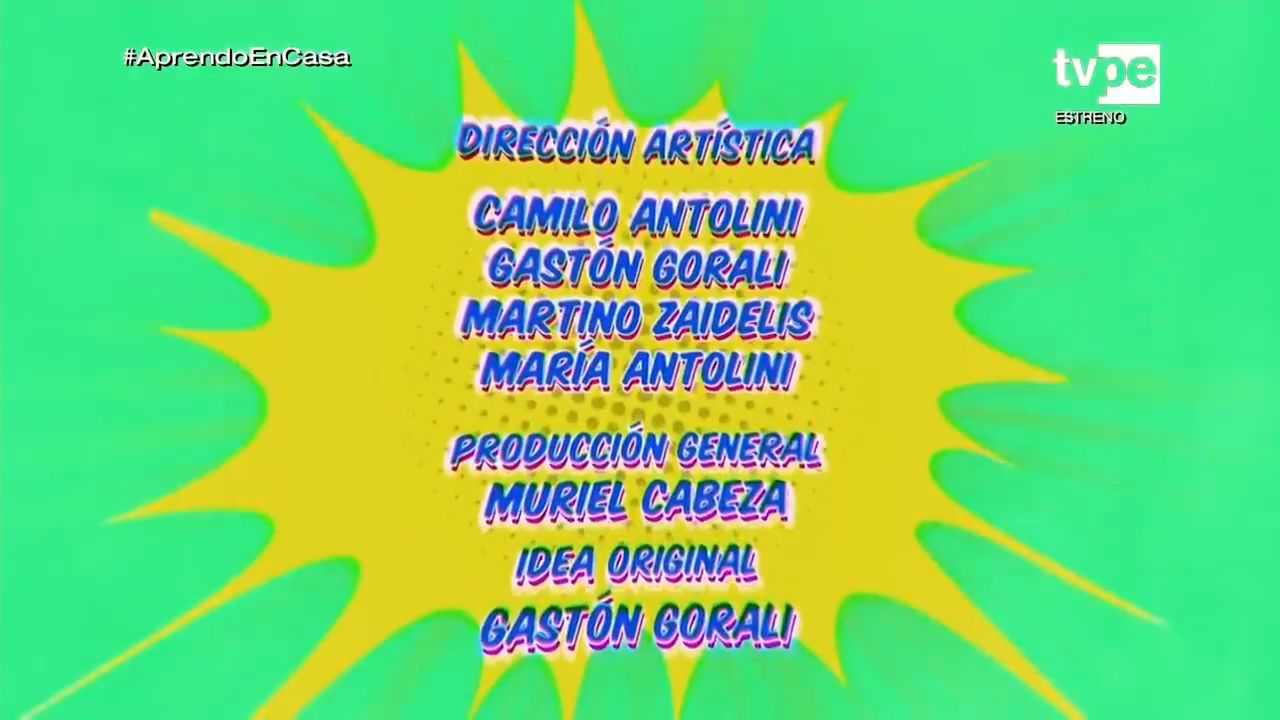 #AprendoEnCasa
tvpe
ESTRENO
DIRECCIÓN ARTÍSTICA
CAMILO ANTOLINI
GASTÓN GORALI
MARTINO ZAIDELIS
MARÍA ANTOLINI
PRODUCCIÓN GENERAL
MURIEL CABEZA
IDEA ORIGINAL
GASTÓN GORALI